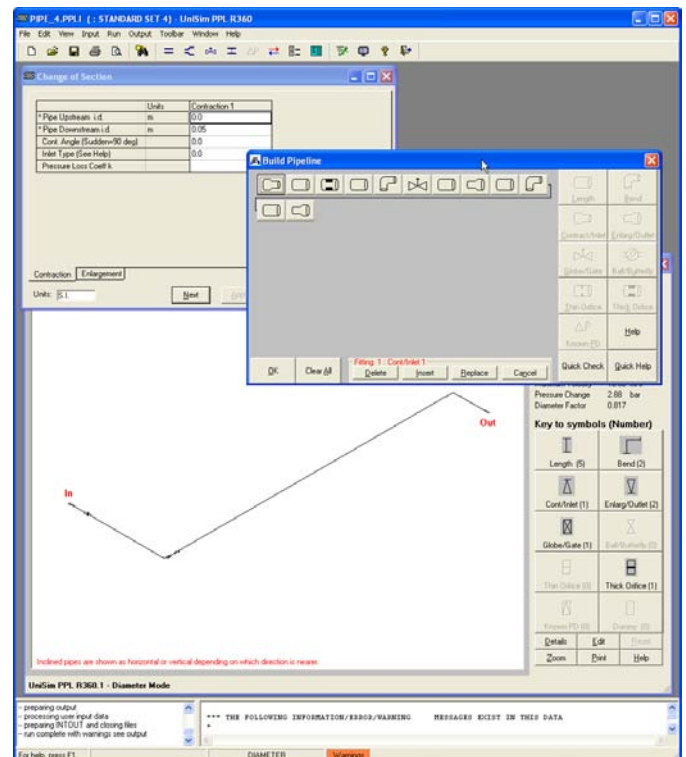 PIPE_4.PPLI ( : STANDARD SET 4) - UniSim PPL R360
File Edit View Input Run Output Toolbar Window Help
Change of Section
Units Contraction 1
* Pipe Upstream i.d. m 0.0
* Pipe Downstream i.d. m 0.05
Cont. Angle (Sudden=90 deg) 0.0
Inlet Type (See Help) 0.0
Pressure Loss Coeff k
Contraction Enlargement
Units: S.I.
Next
Build Pipeline
Length Bend
Contract/Inlet Enlarg/Outlet
Globe/Gate Ball/Butterfly
Thin Orifice Thick Orifice
Known PD Help
Quick Check Quick Help
OK Clear All
Fitting 1 : Cont/Inlet 1
Delete Insert Replace Cancel
Pressure Change 2.88 bar
Diameter Factor 0.817
Key to symbols (Number)
Length (5) Bend (2)
Cont/Inlet (1) Enlarg/Outlet (2)
Globe/Gate (1) Ball/Butterfly (0)
Thin Orifice (0) Thick Orifice (1)
Known PD (0) Dummy (0)
Details Edit
Zoom Print Help
In
Out
Inclined pipes are shown as horizontal or vertical depending on which direction is nearer.
UniSim PPL R360.1 - Diameter Mode
- preparing output
- processing user input data
- preparing INTOUT and closing files
- run complete with warnings see output
*** THE FOLLOWING INFORMATION/ERROR/WARNING MESSAGES EXIST IN THIS DATA
*
For help, press F1
DIAMETER
Warnings